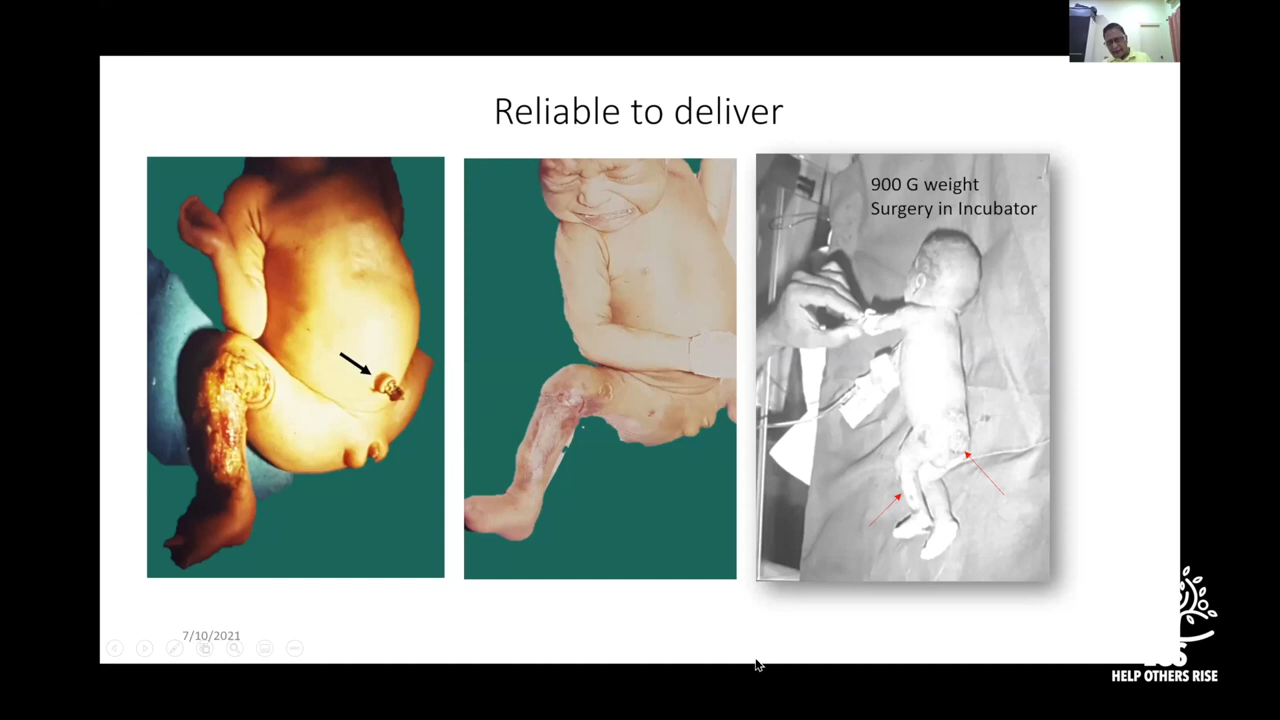 Reliable to deliver
900 G weight
Surgery in Incubator
7/10/2021
HELP OTHERS RISE